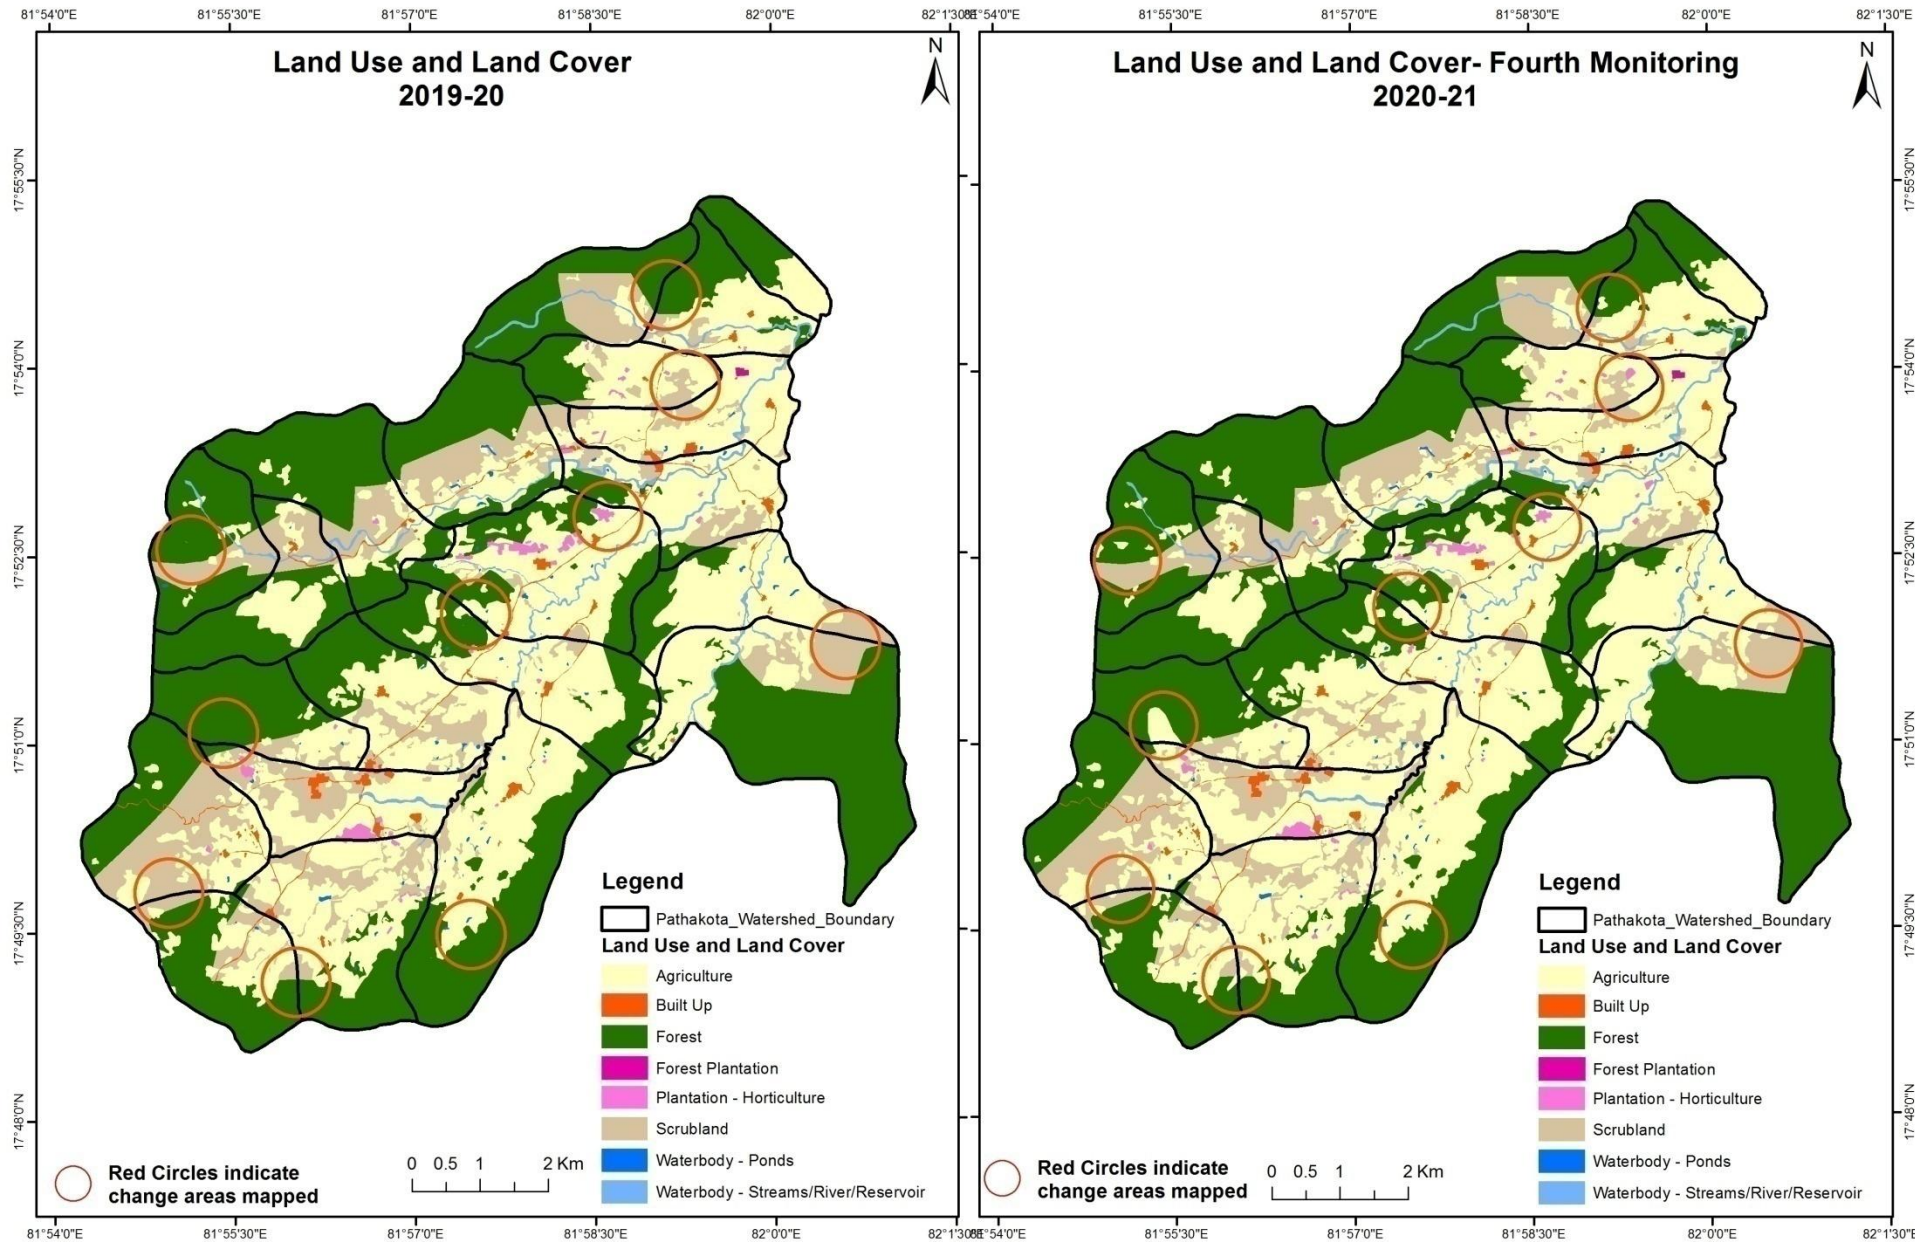 81°54'0"E 81°55'30"E 81°57'0"E 81°58'30"E 82°0'0"E 82°1'30"E
Land Use and Land Cover
2019-20
N
17°55'30"N
17°54'0"N
17°52'30"N
17°51'0"N
17°49'30"N
17°48'0"N
Legend
Pathakota_Watershed_Boundary
Land Use and Land Cover
Agriculture
Built Up
Forest
Forest Plantation
Plantation - Horticulture
Scrubland
Waterbody - Ponds
Waterbody - Streams/River/Reservoir
Red Circles indicate
change areas mapped
0 0.5 1 2 Km
81°54'0"E 81°55'30"E 81°57'0"E 81°58'30"E 82°0'0"E 82°1'30"E
81°54'0"E 81°55'30"E 81°57'0"E 81°58'30"E 82°0'0"E 82°1'30"E
Land Use and Land Cover- Fourth Monitoring
2020-21
N
17°55'30"N
17°54'0"N
17°52'30"N
17°51'0"N
17°49'30"N
17°48'0"N
Legend
Pathakota_Watershed_Boundary
Land Use and Land Cover
Agriculture
Built Up
Forest
Forest Plantation
Plantation - Horticulture
Scrubland
Waterbody - Ponds
Waterbody - Streams/River/Reservoir
Red Circles indicate
change areas mapped
0 0.5 1 2 Km
81°54'0"E 81°55'30"E 81°57'0"E 81°58'30"E 82°0'0"E